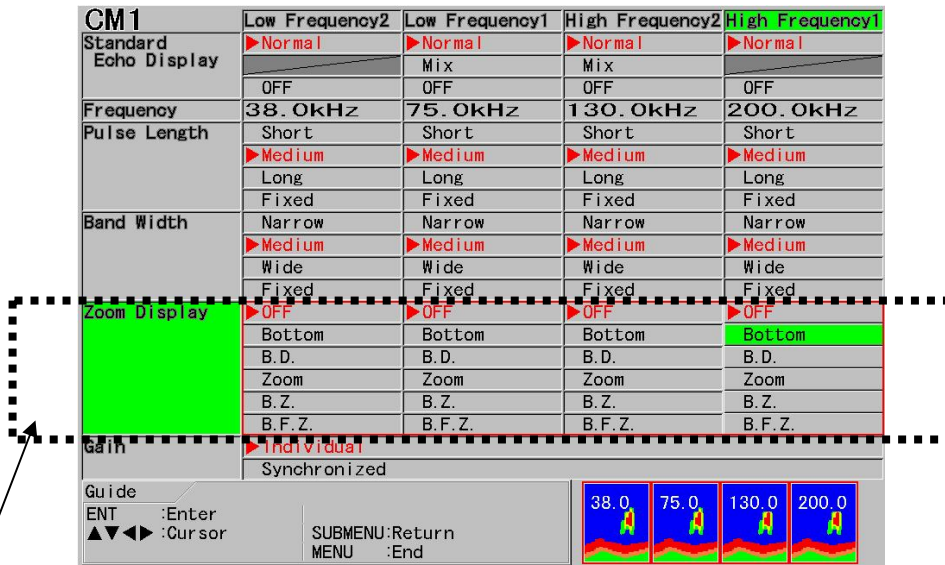 CM1 Low Frequency2 Low Frequency1 High Frequency2 High Frequency1
Standard ▶Normal ▶Normal ▶Normal ▶Normal
Echo Display Mix Mix
OFF OFF OFF OFF
Frequency 38.0kHz 75.0kHz 130.0kHz 200.0kHz
Pulse Length Short Short Short Short
▶Medium ▶Medium ▶Medium ▶Medium
Long Long Long Long
Fixed Fixed Fixed Fixed
Band Width Narrow Narrow Narrow Narrow
▶Medium ▶Medium ▶Medium ▶Medium
Wide Wide Wide Wide
Fixed Fixed Fixed Fixed
Zoom Display ▶OFF ▶OFF ▶OFF ▶OFF
Bottom Bottom Bottom Bottom
B.D. B.D. B.D. B.D.
Zoom Zoom Zoom Zoom
B.Z. B.Z. B.Z. B.Z.
B.F.Z. B.F.Z. B.F.Z. B.F.Z.
Gain ▶Individual
Synchronized
Guide
ENT :Enter
▲▼◀▶:Cursor SUBMENU:Return
MENU :End
38.0 75.0 130.0 200.0